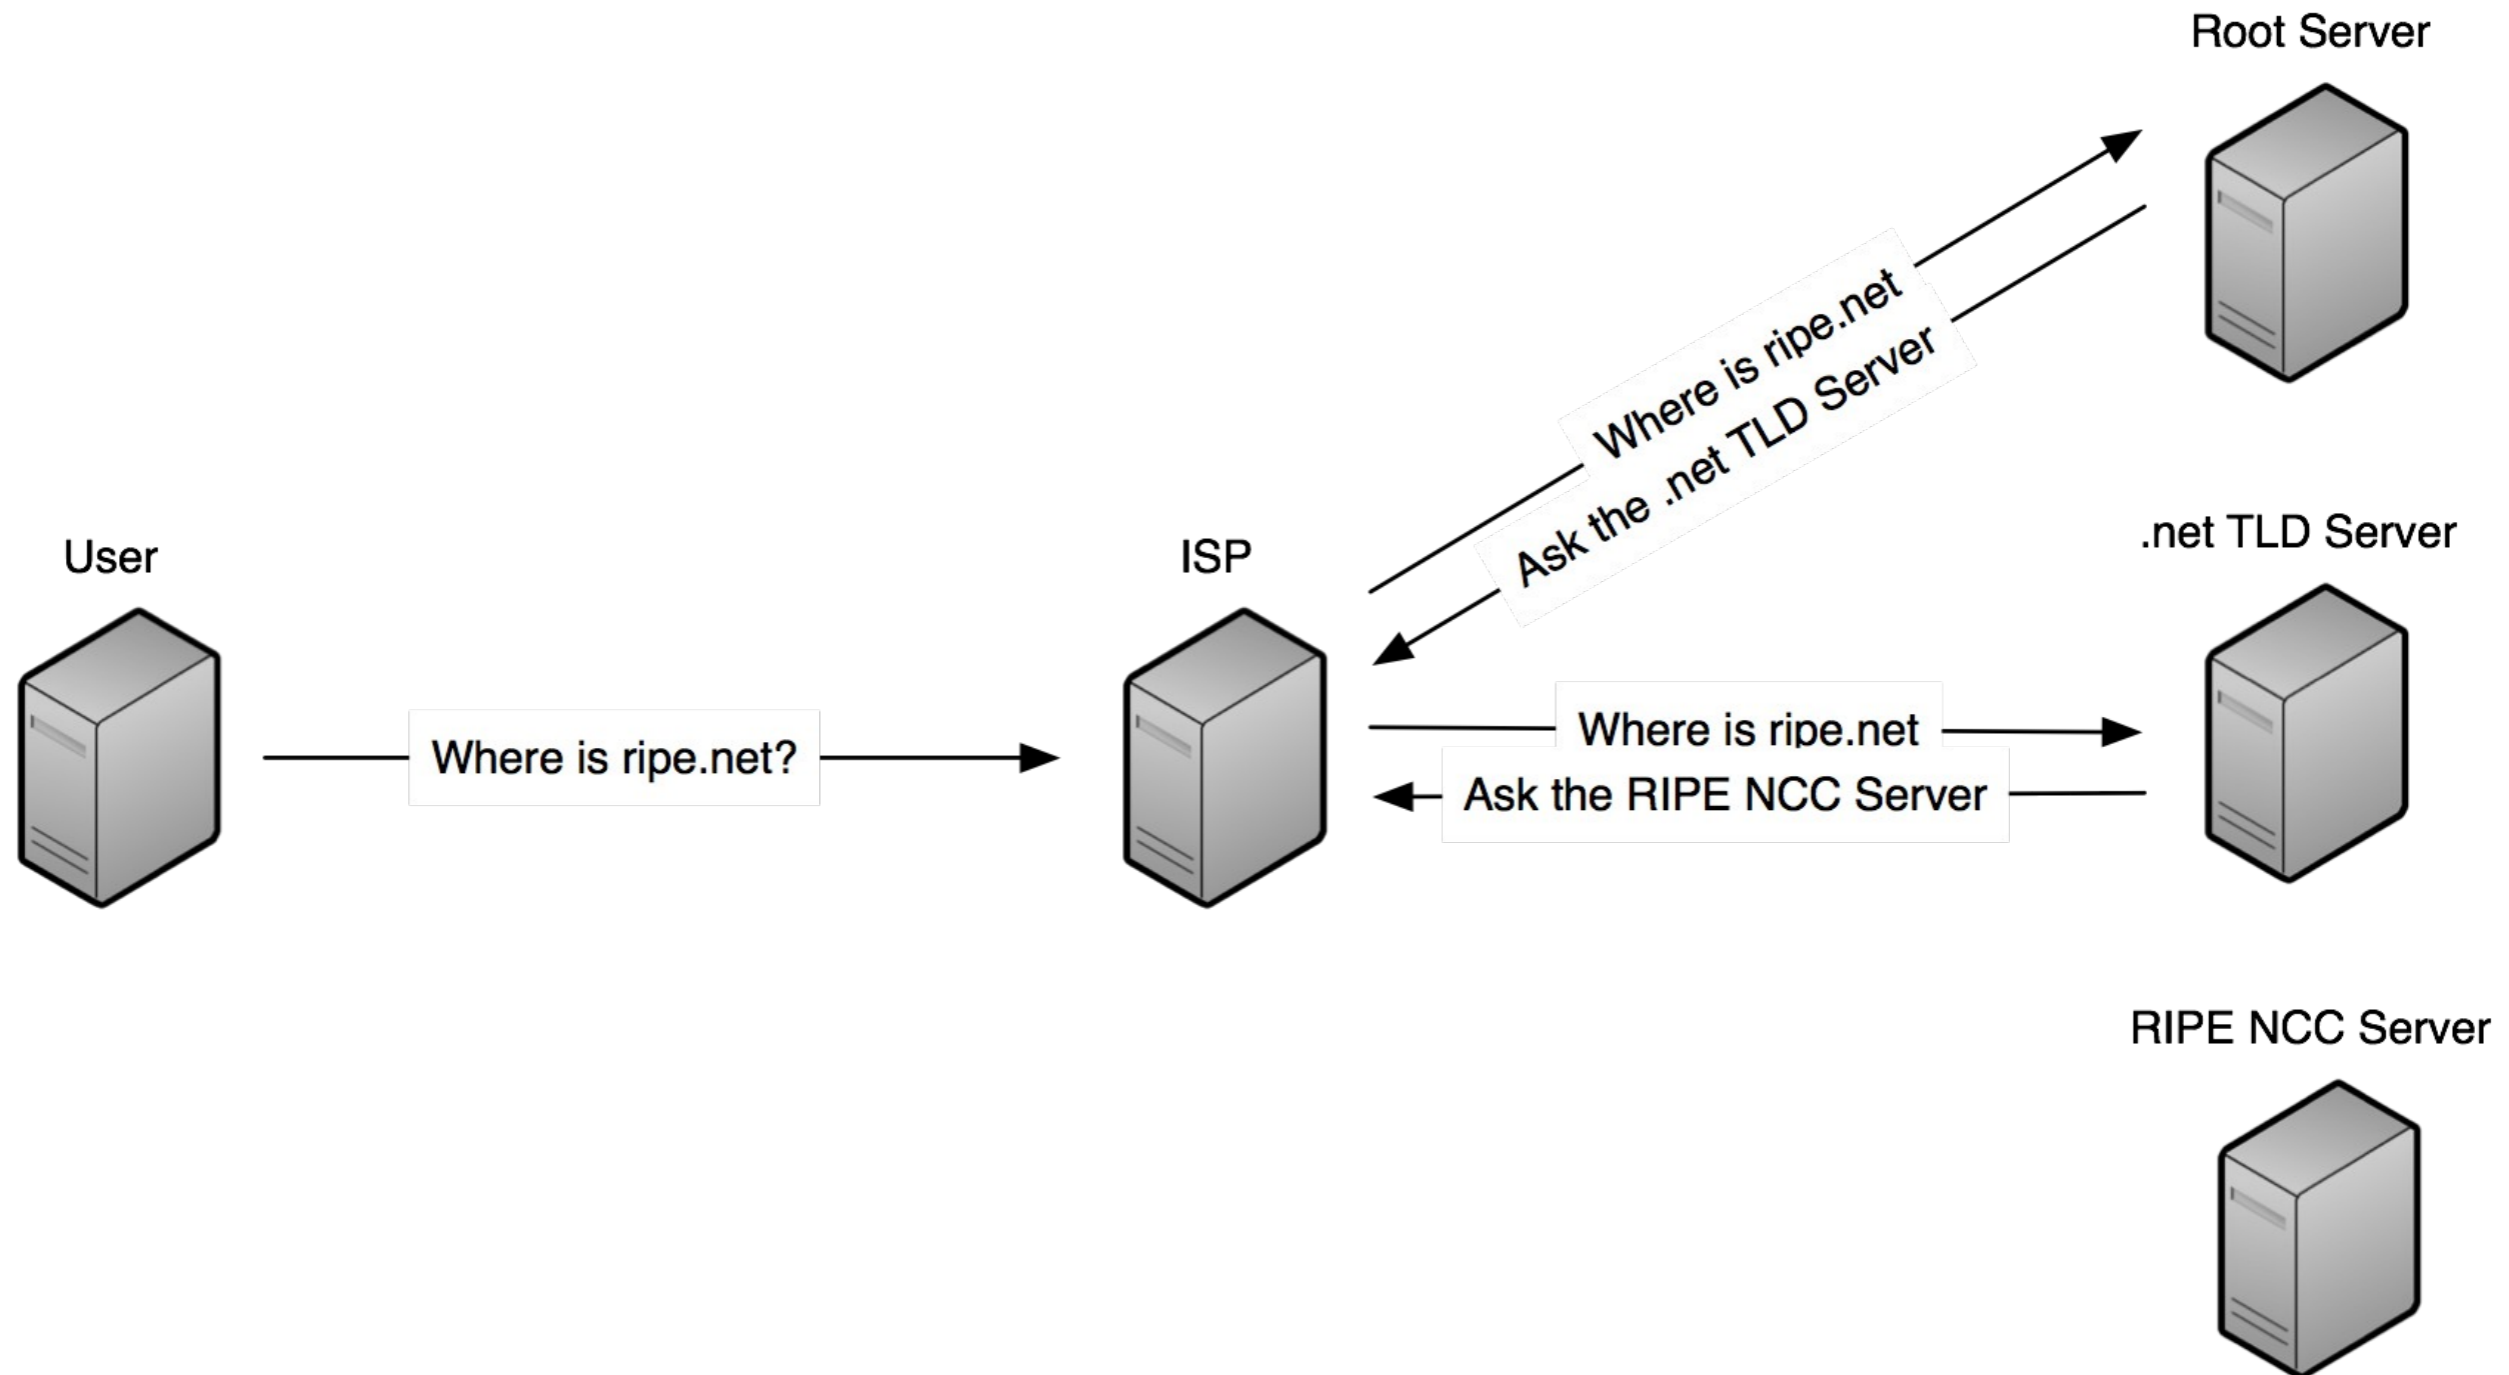 Root Server
Where is ripe.net
Ask the .net TLD Server
.net TLD Server
User
ISP
Where is ripe.net?
Where is ripe.net
Ask the RIPE NCC Server
RIPE NCC Server